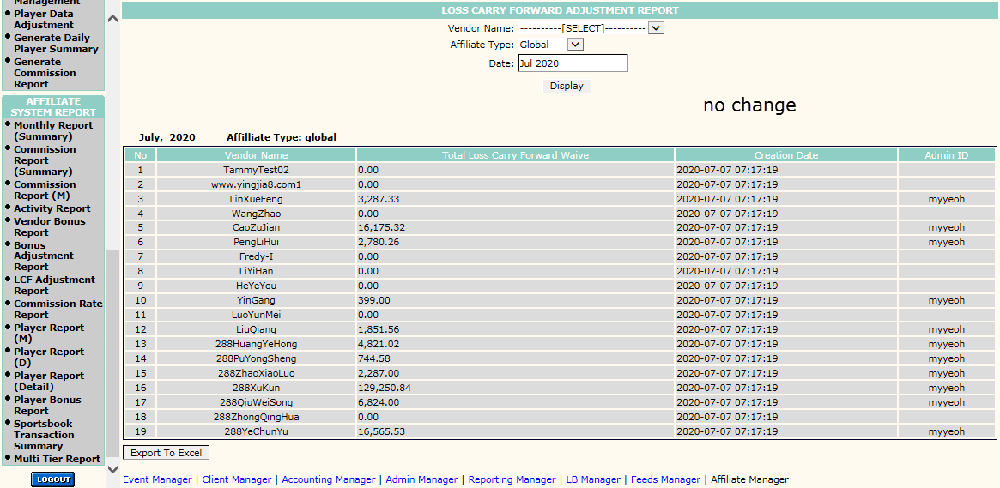 Management
Player Data
Adjustment
Generate Daily
Player Summary
Generate
Commission
Report
AFFILIATE
SYSTEM REPORT
Monthly Report
(Summary)
Commission
Report
(Summary)
Commission
Report (M)
Activity Report
Vendor Bonus
Report
Bonus
Adjustment
Report
LCF Adjustment
Report
Commission Rate
Report
Player Report
(M)
Player Report
(D)
Player Report
(Detail)
Player Bonus
Report
Sportsbook
Transaction
Summary
Multi Tier Report
LOGOUT
LOSS CARRY FORWARD ADJUSTMENT REPORT
Vendor Name: ----------[SELECT]----------
Affiliate Type: Global
Date: Jul 2020
Display
no change
July, 2020 Affilliate Type: global
No Vendor Name Total Loss Carry Forward Waive Creation Date Admin ID
1 TammyTest02 0.00 2020-07-07 07:17:19
2 www.yingjia8.com1 0.00 2020-07-07 07:17:19
3 LinXueFeng 3,287.33 2020-07-07 07:17:19 myyeoh
4 WangZhao 0.00 2020-07-07 07:17:19
5 CaoZuJian 16,175.32 2020-07-07 07:17:19 myyeoh
6 PengLiHui 2,780.26 2020-07-07 07:17:19 myyeoh
7 Fredy-I 0.00 2020-07-07 07:17:19
8 LiYiHan 0.00 2020-07-07 07:17:19
9 HeYeYou 0.00 2020-07-07 07:17:19
10 YinGang 399.00 2020-07-07 07:17:19 myyeoh
11 LuoYunMei 0.00 2020-07-07 07:17:19
12 LiuQiang 1,851.56 2020-07-07 07:17:19 myyeoh
13 288HuangYeHong 4,821.02 2020-07-07 07:17:19 myyeoh
14 288PuYongSheng 744.58 2020-07-07 07:17:19 myyeoh
15 288ZhaoXiaoLuo 2,287.00 2020-07-07 07:17:19 myyeoh
16 288XuKun 129,250.84 2020-07-07 07:17:19 myyeoh
17 288QiuWeiSong 6,824.00 2020-07-07 07:17:19 myyeoh
18 288ZhongQingHua 0.00 2020-07-07 07:17:19
19 288YeChunYu 16,565.53 2020-07-07 07:17:19 myyeoh
Export To Excel
Event Manager | Client Manager | Accounting Manager | Admin Manager | Reporting Manager | LB Manager | Feeds Manager | Affiliate Manager